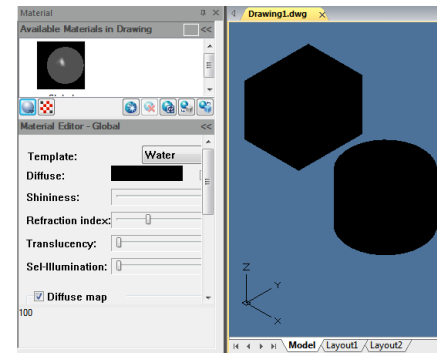 Material
Available Materials in Drawing <<
Material Editor - Global <<
Template: Water
Diffuse:
Shininess:
Refraction index:
Translucency:
Sel-Illumination:
Diffuse map
100
Drawing1.dwg
Z
Y
X
Model Layout1 Layout2